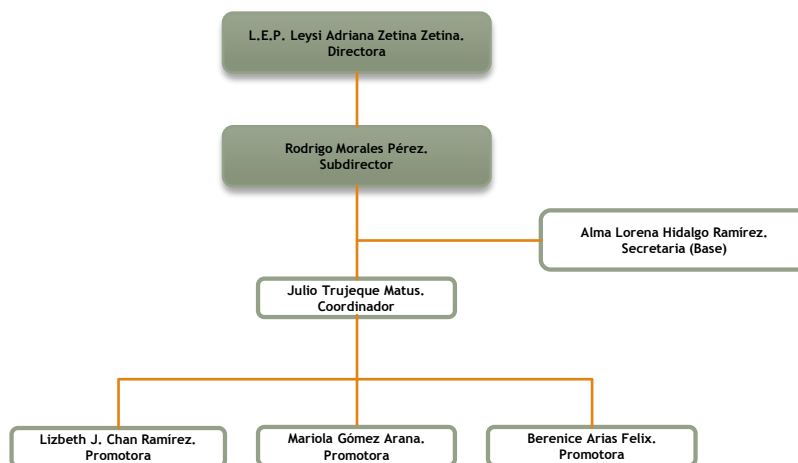 L.E.P. Leysi Adriana Zetina Zetina.
Directora
Rodrigo Morales Pérez.
Subdirector
Alma Lorena Hidalgo Ramírez.
Secretaria (Base)
Julio Trujeque Matus.
Coordinador
Lizbeth J. Chan Ramírez.
Promotora
Mariola Gómez Arana.
Promotora
Berenice Arias Felix.
Promotora